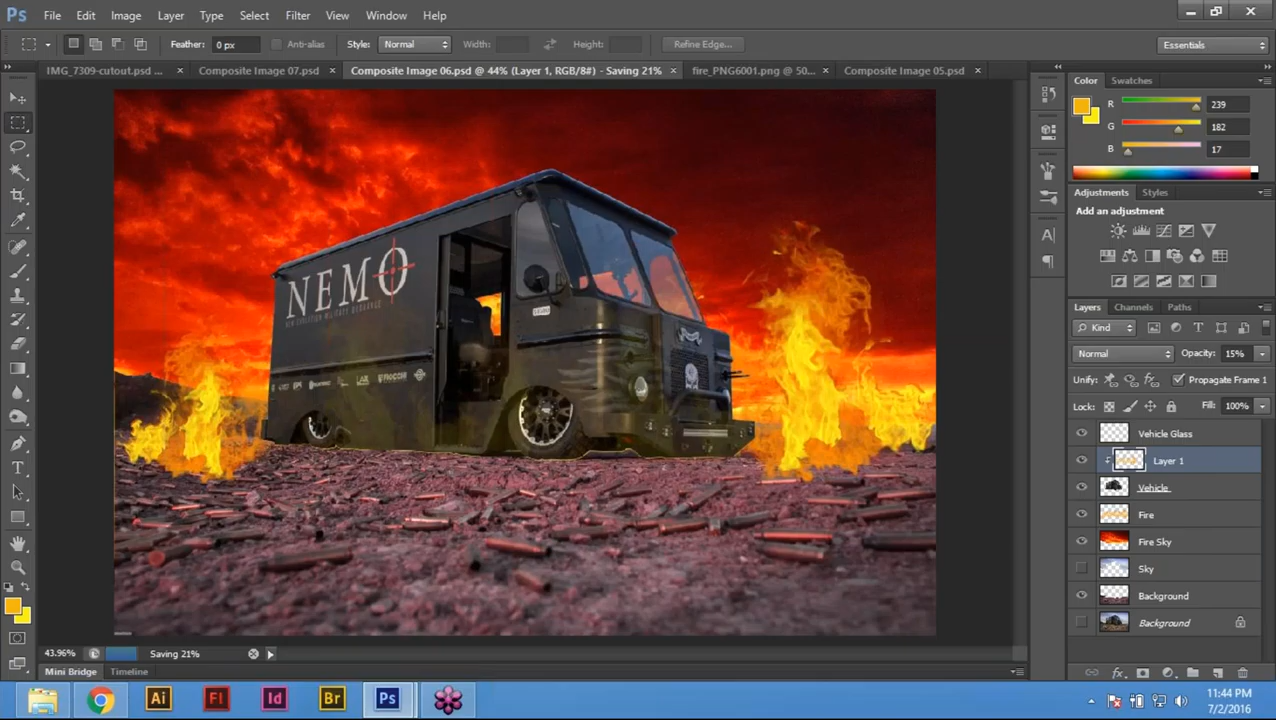 Ps File Edit Image Layer Type Select Filter View Window Help
Feather: 0 px Anti-alias Style: Normal Width: Height: Refine Edge... Essentials
IMG_7309-cutout.psd ... × Composite Image 07.psd × Composite Image 06.psd @ 44% (Layer 1, RGB/8#) - Saving 21% × fire_PNG6001.png @ 50... × Composite Image 05.psd ×
Color Swatches
R 239
G 182
B 17
Adjustments Styles
Add an adjustment
NEMO
Layers Channels Paths
Kind
Normal Opacity: 15%
Unify: Propagate Frame 1
Lock: Fill: 100%
Vehicle Glass
Layer 1
Vehicle
Fire
Fire Sky
Sky
Background
Background
43.96% Saving 21%
Mini Bridge Timeline
Ai Fl Id Br Ps
11:44 PM
7/2/2016